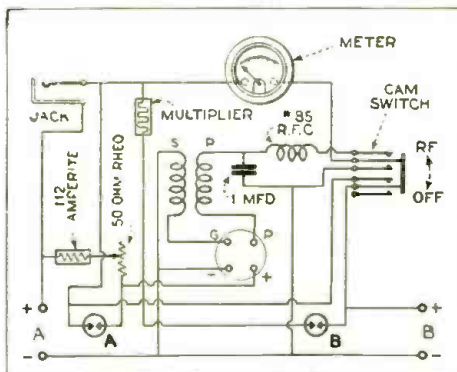 METER
CAM
SWITCH
JACK
MULTIPLIER
#85
R.F.C
RF
OFF
112
AMPERITE
50 OHM RHEO
S
P
.1 MFD
G
P
-
+
+
A
-
A
B
+
B
-